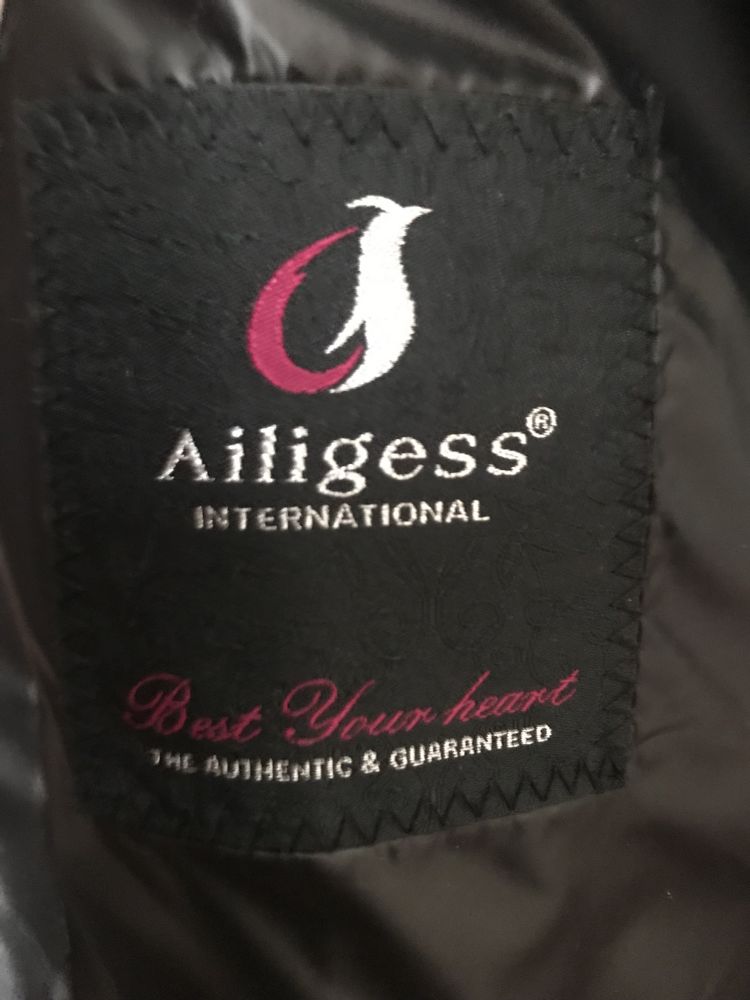 Ailigess®
INTERNATIONAL
Best Your heart
THE AUTHENTIC & GUARANTEED